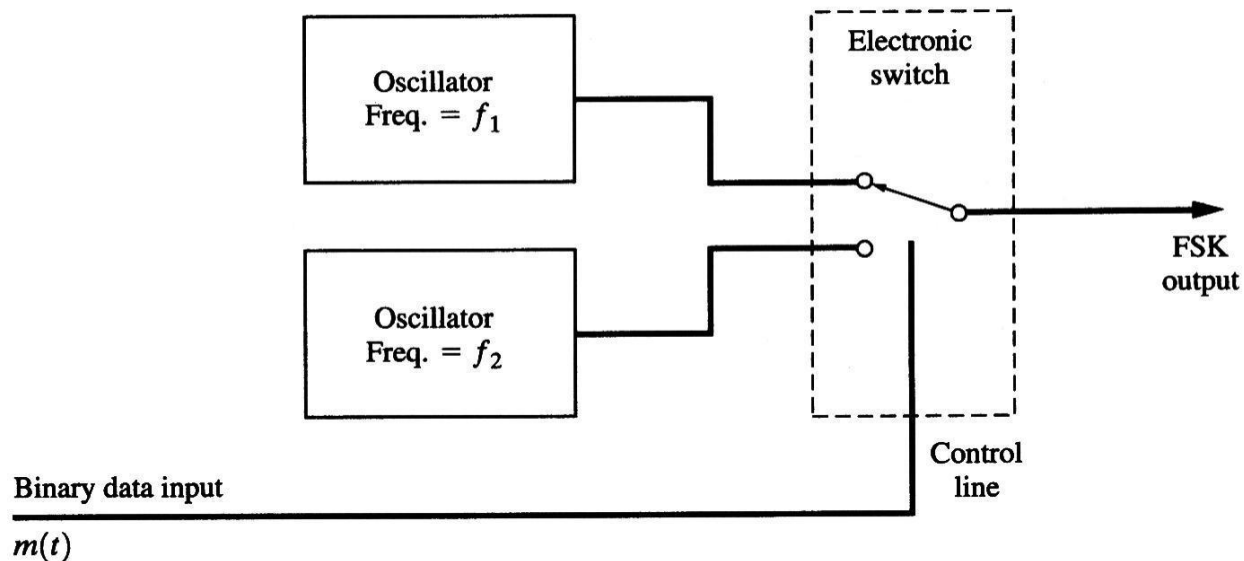 Oscillator
Freq. = f₁
Electronic
switch
Oscillator
Freq. = f₂
FSK
output
Control
line
Binary data input
m(t)